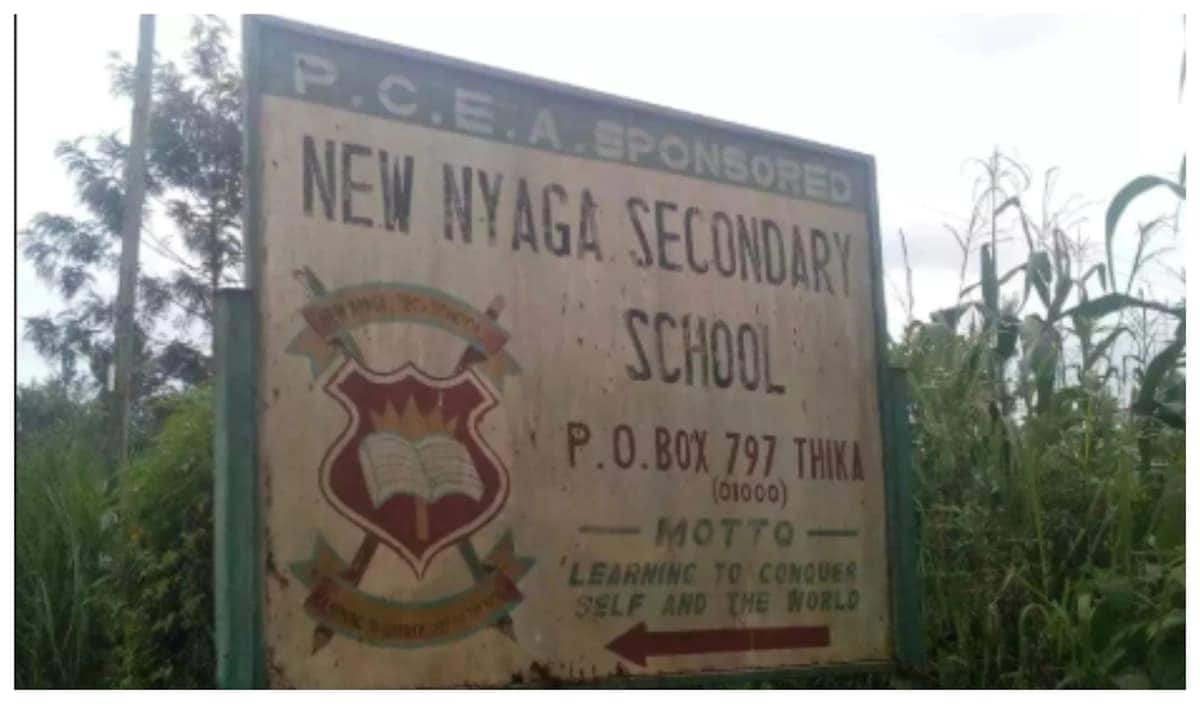 P.C.E.A. SPONSORED
NEW NYAGA SECONDARY
SCHOOL
P.O.BOX 797 THIKA
(01000)
MOTTO
'LEARNING TO CONQUER
SELF AND THE WORLD